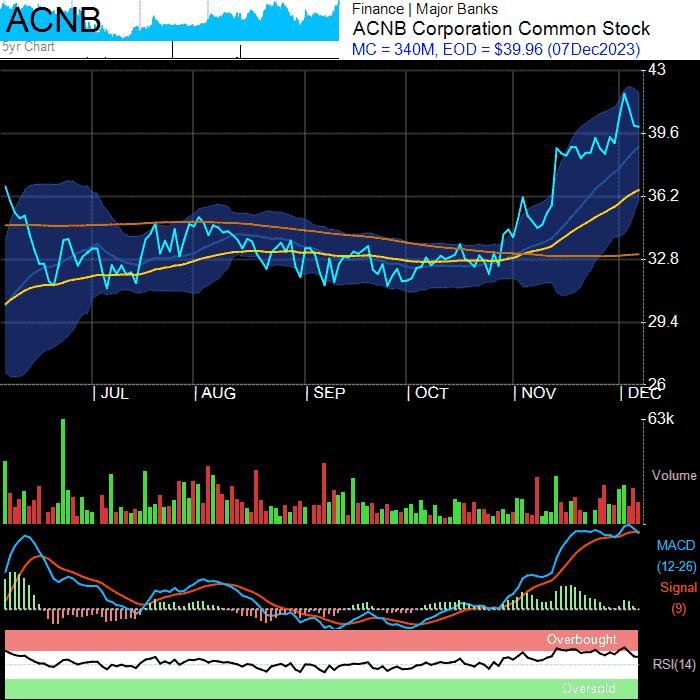 ACNB
5yr Chart
Finance | Major Banks
ACNB Corporation Common Stock
MC = 340M, EOD = $39.96 (07Dec2023)
43
39.6
36.2
32.8
29.4
26
JUL AUG SEP OCT NOV DEC
63k
Volume
MACD
(12-26)
Signal
(9)
Overbought
RSI(14)
Oversold